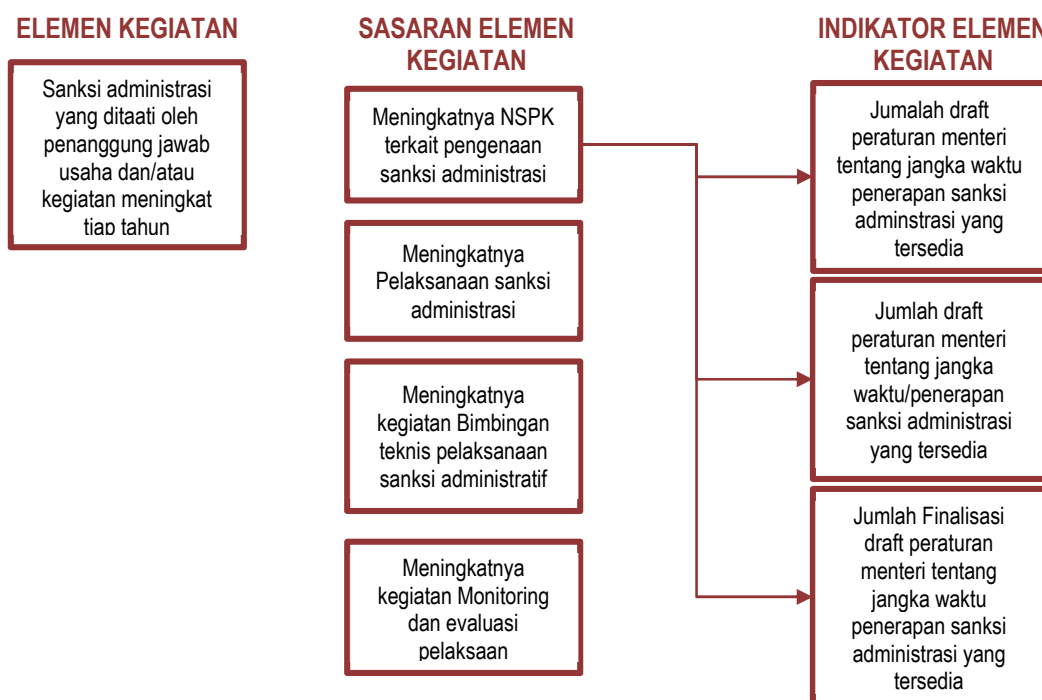 ELEMEN KEGIATAN
Sanksi administrasi
yang ditaati oleh
penanggung jawab
usaha dan/atau
kegiatan meningkat
tiap tahun
SASARAN ELEMEN
KEGIATAN
Meningkatnya NSPK
terkait pengenaan
sanksi administrasi
Meningkatnya
Pelaksanaan sanksi
administrasi
Meningkatnya
kegiatan Bimbingan
teknis pelaksanaan
sanksi administratif
Meningkatnya
kegiatan Monitoring
dan evaluasi
pelaksaan
INDIKATOR ELEMEN
KEGIATAN
Jumalah draft
peraturan menteri
tentang jangka waktu
penerapan sanksi
adminstrasi yang
tersedia
Jumlah draft
peraturan menteri
tentang jangka
waktu/penerapan
sanksi administrasi
yang tersedia
Jumlah Finalisasi
draft peraturan
menteri tentang
jangka waktu
penerapan sanksi
administrasi yang
tersedia